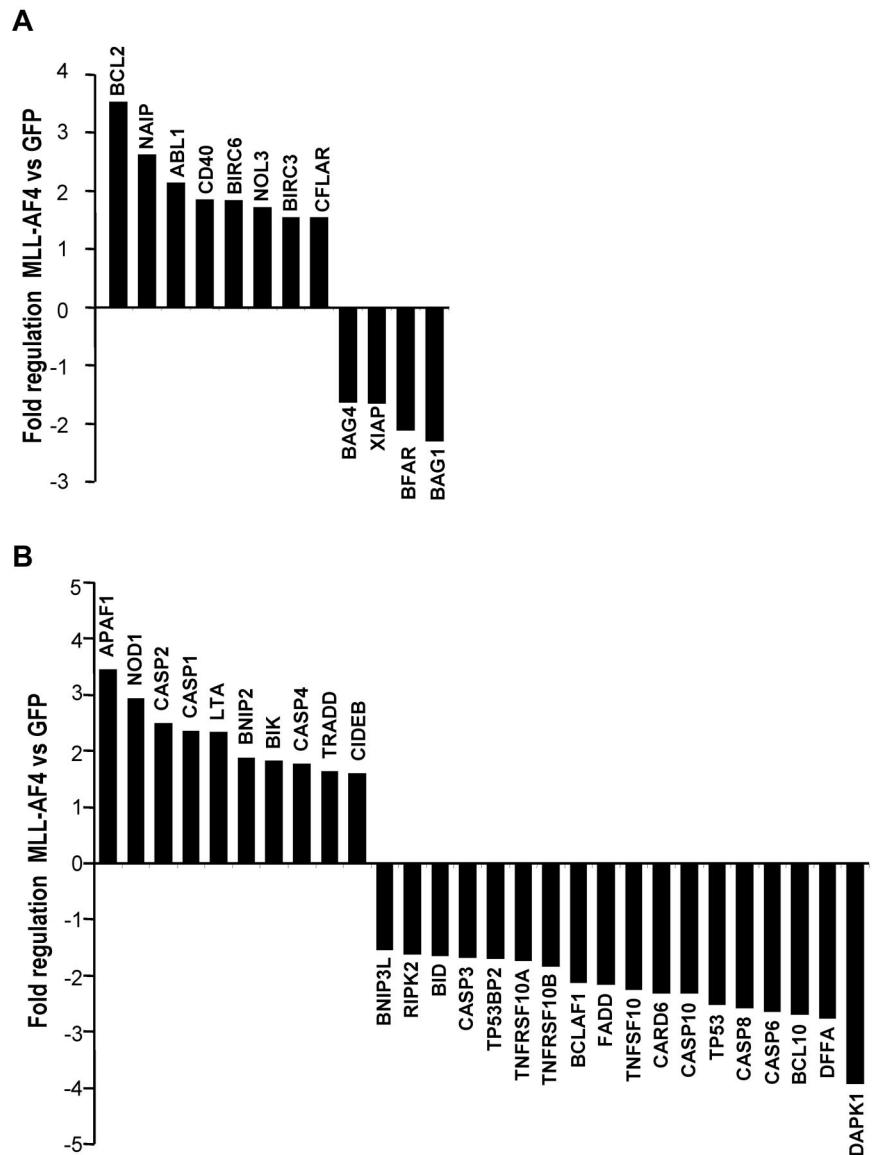 A
Fold regulation MLL-AF4 vs GFP
4
3
2
1
0
-1
-2
-3
BCL2
NAIP
ABL1
CD40
BIRC6
NOL3
BIRC3
CFLAR
BAG4
XIAP
BFAR
BAG1
B
Fold regulation MLL-AF4 vs GFP
5
4
3
2
1
0
-1
-2
-3
-4
-5
APAF1
NOD1
CASP2
CASP1
LTA
BNIP2
BIK
CASP4
TRADD
CIDEB
BNIP3L
RIPK2
BID
CASP3
TP53BP2
TNFRSF10A
TNFRSF10B
BCLAF1
FADD
TNFSF10
CARD6
CASP10
TP53
CASP8
CASP6
BCL10
DFFA
DAPK1